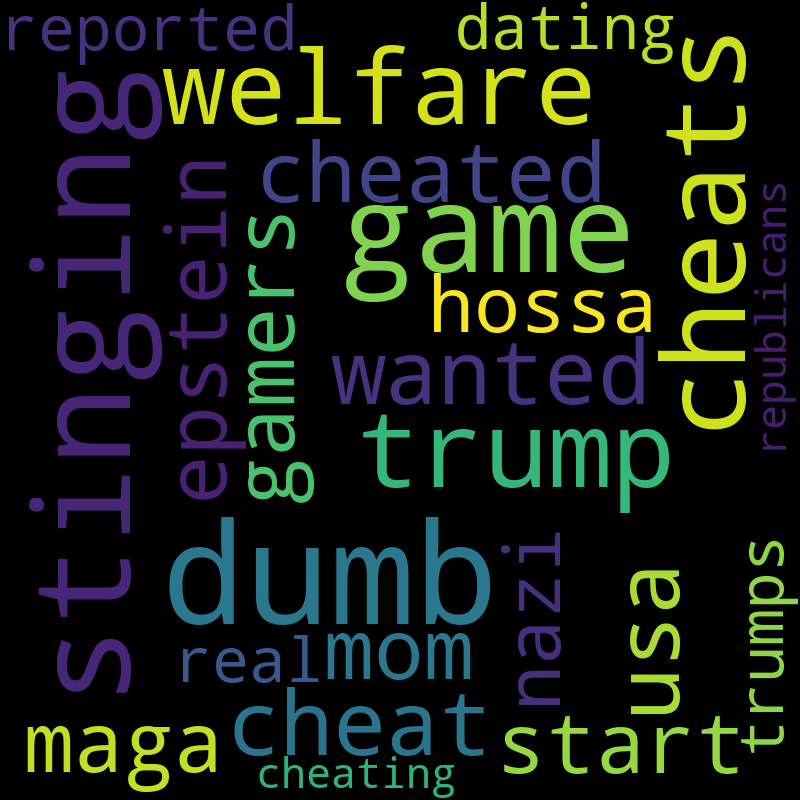 reported
dating
welfare
cheats
stinging
cheated
epstein
game
republicans
gamers
hossa
wanted
trump
dumb
nazi
usa
trumps
real
mom
cheat
maga
start
cheating